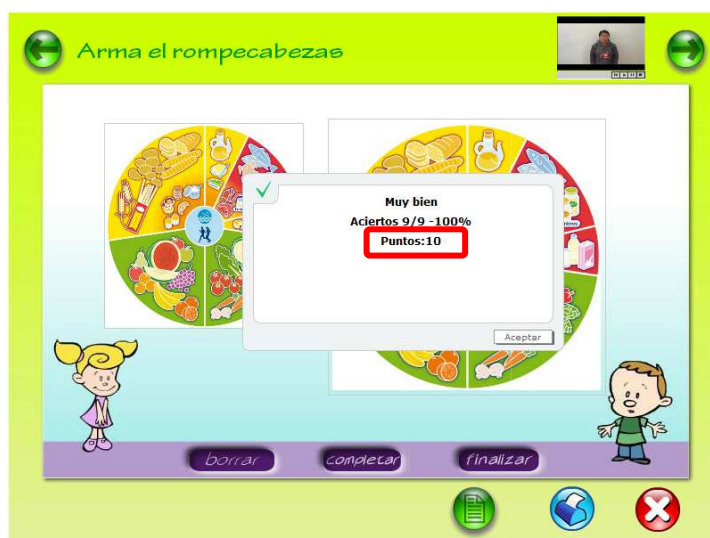 Arma el rompecabezas
Muy bien
Aciertos 9/9 -100%
Puntos:10
Aceptar
borrar
completar
finalizar